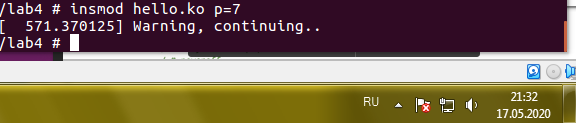 /lab4 # insmod hello.ko p=7
[  571.370125] Warning, continuing..
/lab4 #
RU
21:32
17.05.2020